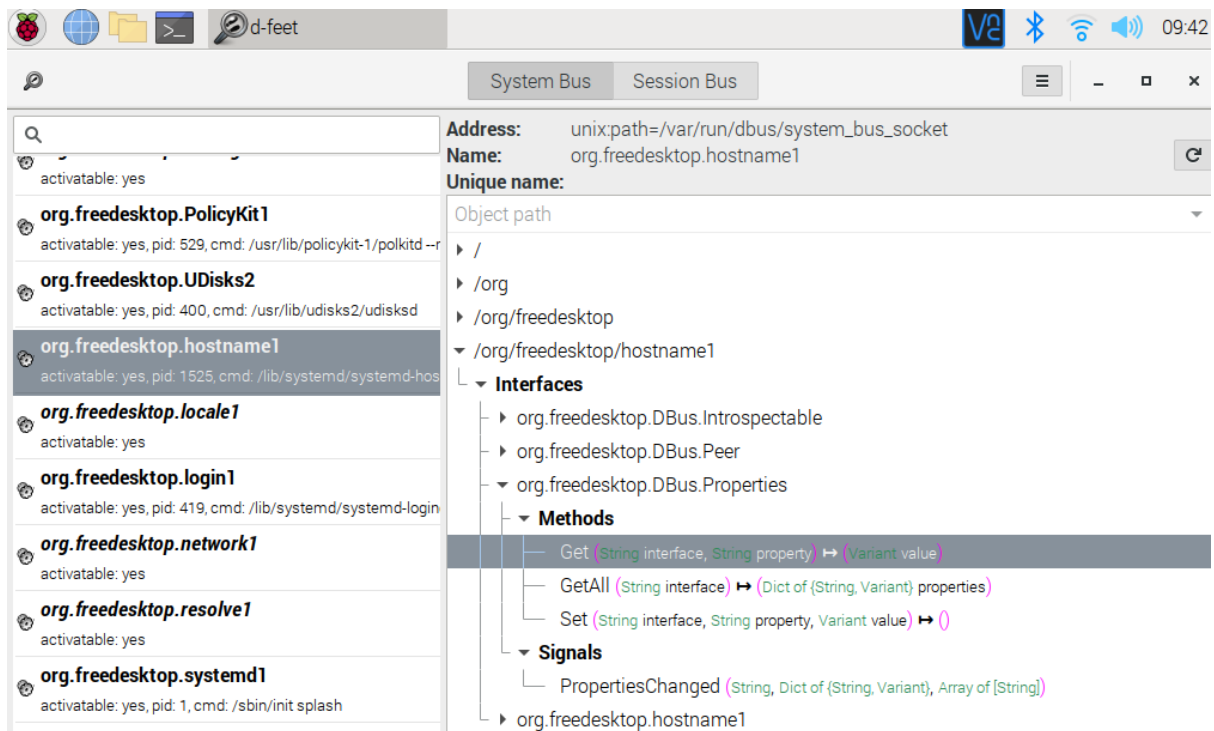 d-feet
09:42
System Bus
Session Bus
activatable: yes
org.freedesktop.PolicyKit1
activatable: yes, pid: 529, cmd: /usr/lib/policykit-1/polkitd --r
org.freedesktop.UDisks2
activatable: yes, pid: 400, cmd: /usr/lib/udisks2/udisksd
org.freedesktop.hostname1
activatable: yes, pid: 1525, cmd: /lib/systemd/systemd-hos
org.freedesktop.locale1
activatable: yes
org.freedesktop.login1
activatable: yes, pid: 419, cmd: /lib/systemd/systemd-login
org.freedesktop.network1
activatable: yes
org.freedesktop.resolve1
activatable: yes
org.freedesktop.systemd1
activatable: yes, pid: 1, cmd: /sbin/init splash
Address: unix:path=/var/run/dbus/system_bus_socket
Name: org.freedesktop.hostname1
Unique name:
Object path
/
/org
/org/freedesktop
/org/freedesktop/hostname1
Interfaces
org.freedesktop.DBus.Introspectable
org.freedesktop.DBus.Peer
org.freedesktop.DBus.Properties
Methods
Get (String interface, String property) ↦ (Variant value)
GetAll (String interface) ↦ (Dict of {String, Variant} properties)
Set (String interface, String property, Variant value) ↦ ()
Signals
PropertiesChanged (String, Dict of {String, Variant}, Array of [String])
org.freedesktop.hostname1